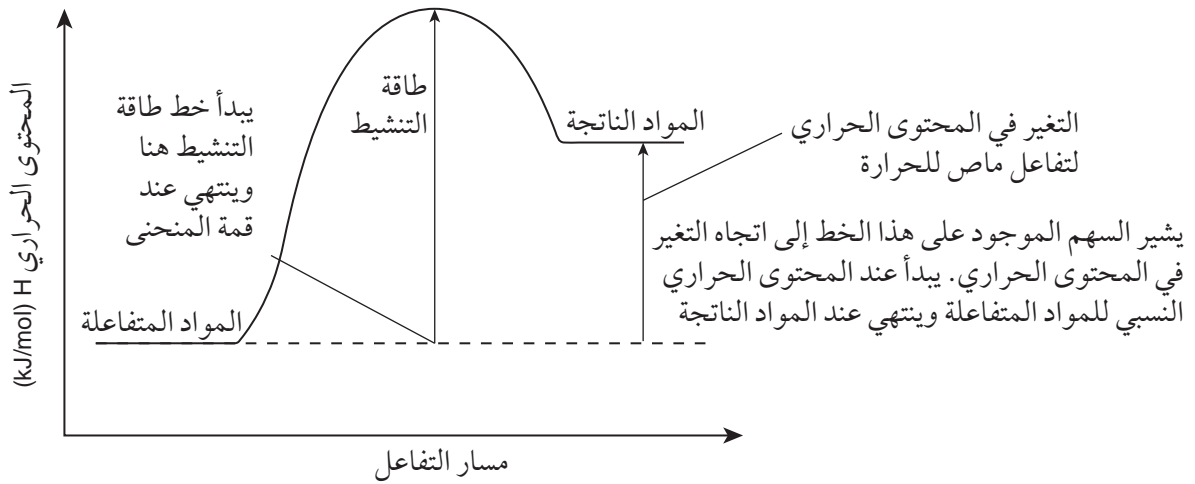 المحتوى الحراري H (kJ/mol)
يبدأ خط طاقة
التنشيط هنا
وينتهي عند
قمة المنحنى
طاقة
التنشيط
المواد الناتجة
التغير في المحتوى الحراري
لتفاعل ماص للحرارة
يشير السهم الموجود على هذا الخط إلى اتجاه التغير
في المحتوى الحراري. يبدأ عند المحتوى الحراري
النسبي للمواد المتفاعلة وينتهي عند المواد الناتجة
المواد المتفاعلة
مسار التفاعل